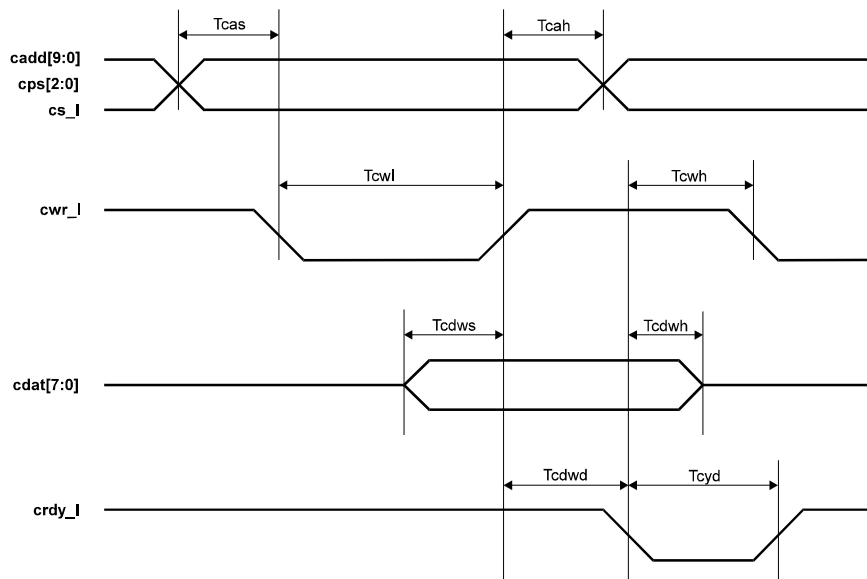 Tcas
Tcah
cadd[9:0]
cps[2:0]
cs_l
Tcwl
Tcwh
cwr_l
Tcdws
Tcdwh
cdat[7:0]
Tcdwd
Tcyd
crdy_l